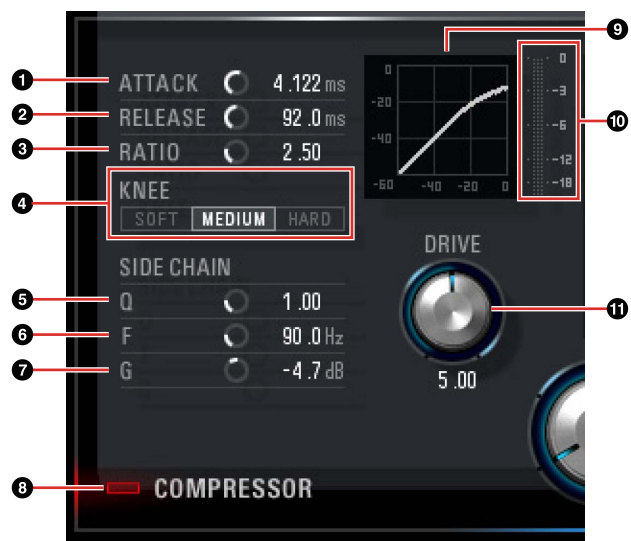 1 ATTACK 4.122 ms
2 RELEASE 92.0 ms
3 RATIO 2.50
4 KNEE
SOFT MEDIUM HARD
SIDE CHAIN
5 Q 1.00
6 F 90.0 Hz
7 G -4.7 dB
8 COMPRESSOR
9
0
-20
-40
-60 -40 -20 0
10
0
-3
-6
-12
-18
DRIVE
11
5.00